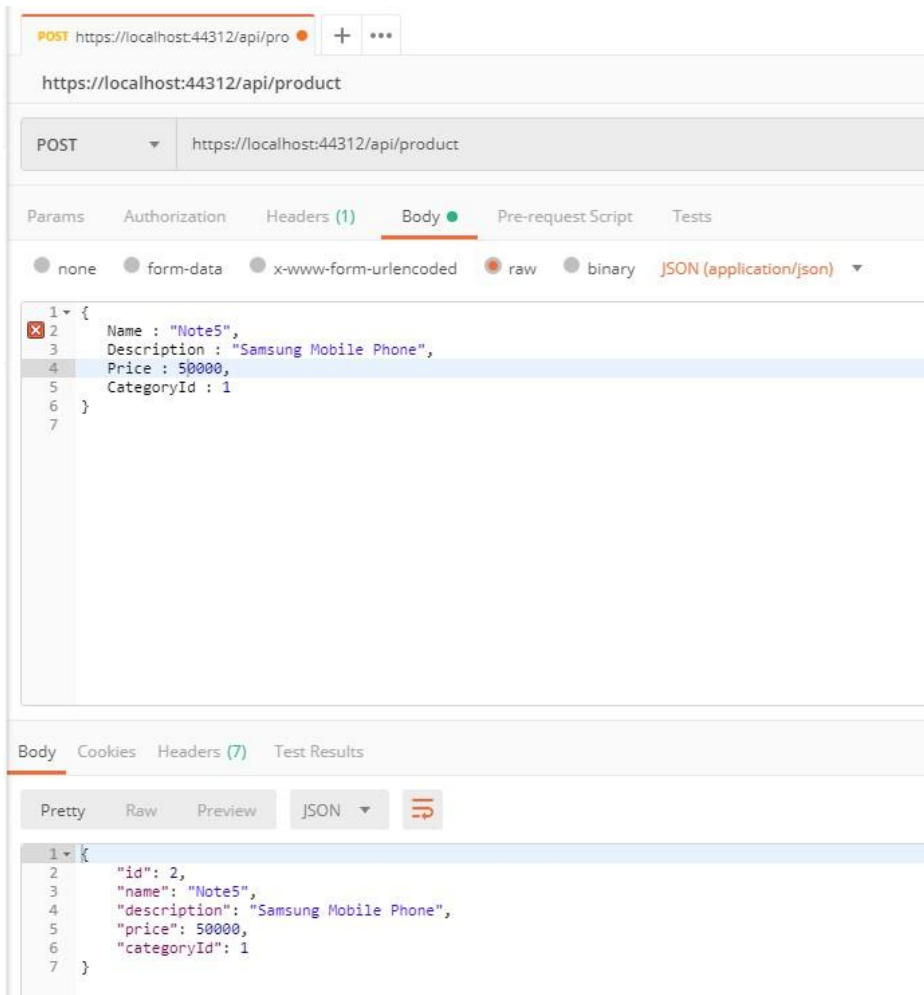 POST https://localhost:44312/api/pro + •••
https://localhost:44312/api/product
POST https://localhost:44312/api/product
Params Authorization Headers (1) Body Pre-request Script Tests
none form-data x-www-form-urlencoded raw binary JSON (application/json)
1 {
2 Name : "Note5",
3 Description : "Samsung Mobile Phone",
4 Price : 50000,
5 CategoryId : 1
6 }
7
Body Cookies Headers (7) Test Results
Pretty Raw Preview JSON
1 {
2 "id": 2,
3 "name": "Note5",
4 "description": "Samsung Mobile Phone",
5 "price": 50000,
6 "categoryId": 1
7 }